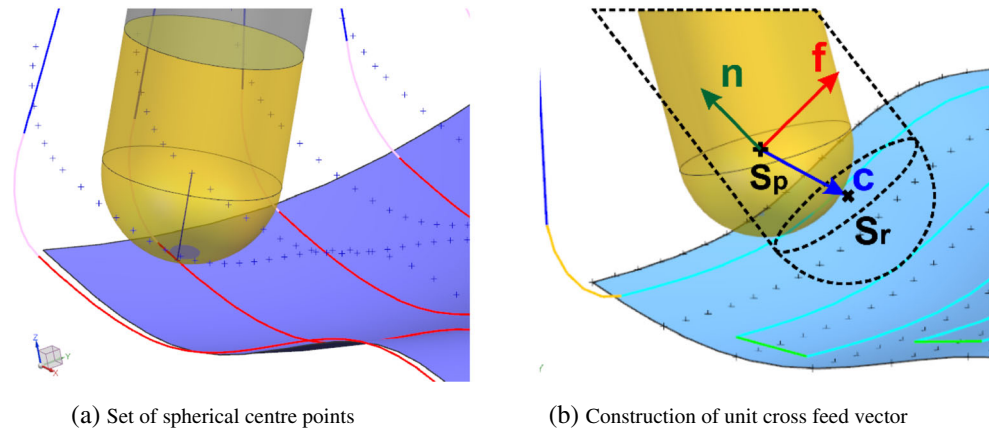 Z
Y
X
n
f
Sp
c
Sr
Y
(a) Set of spherical centre points
(b) Construction of unit cross feed vector